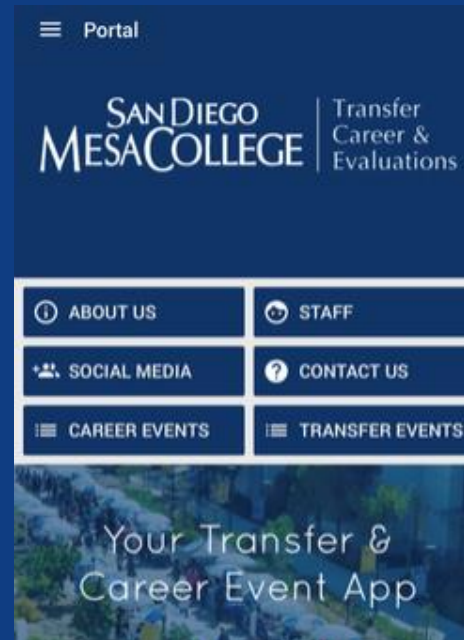 Portal
SAN DIEGO
MESA COLLEGE
Transfer
Career &
Evaluations
ABOUT US
STAFF
SOCIAL MEDIA
CONTACT US
CAREER EVENTS
TRANSFER EVENTS
Your Transfer &
Career Event App